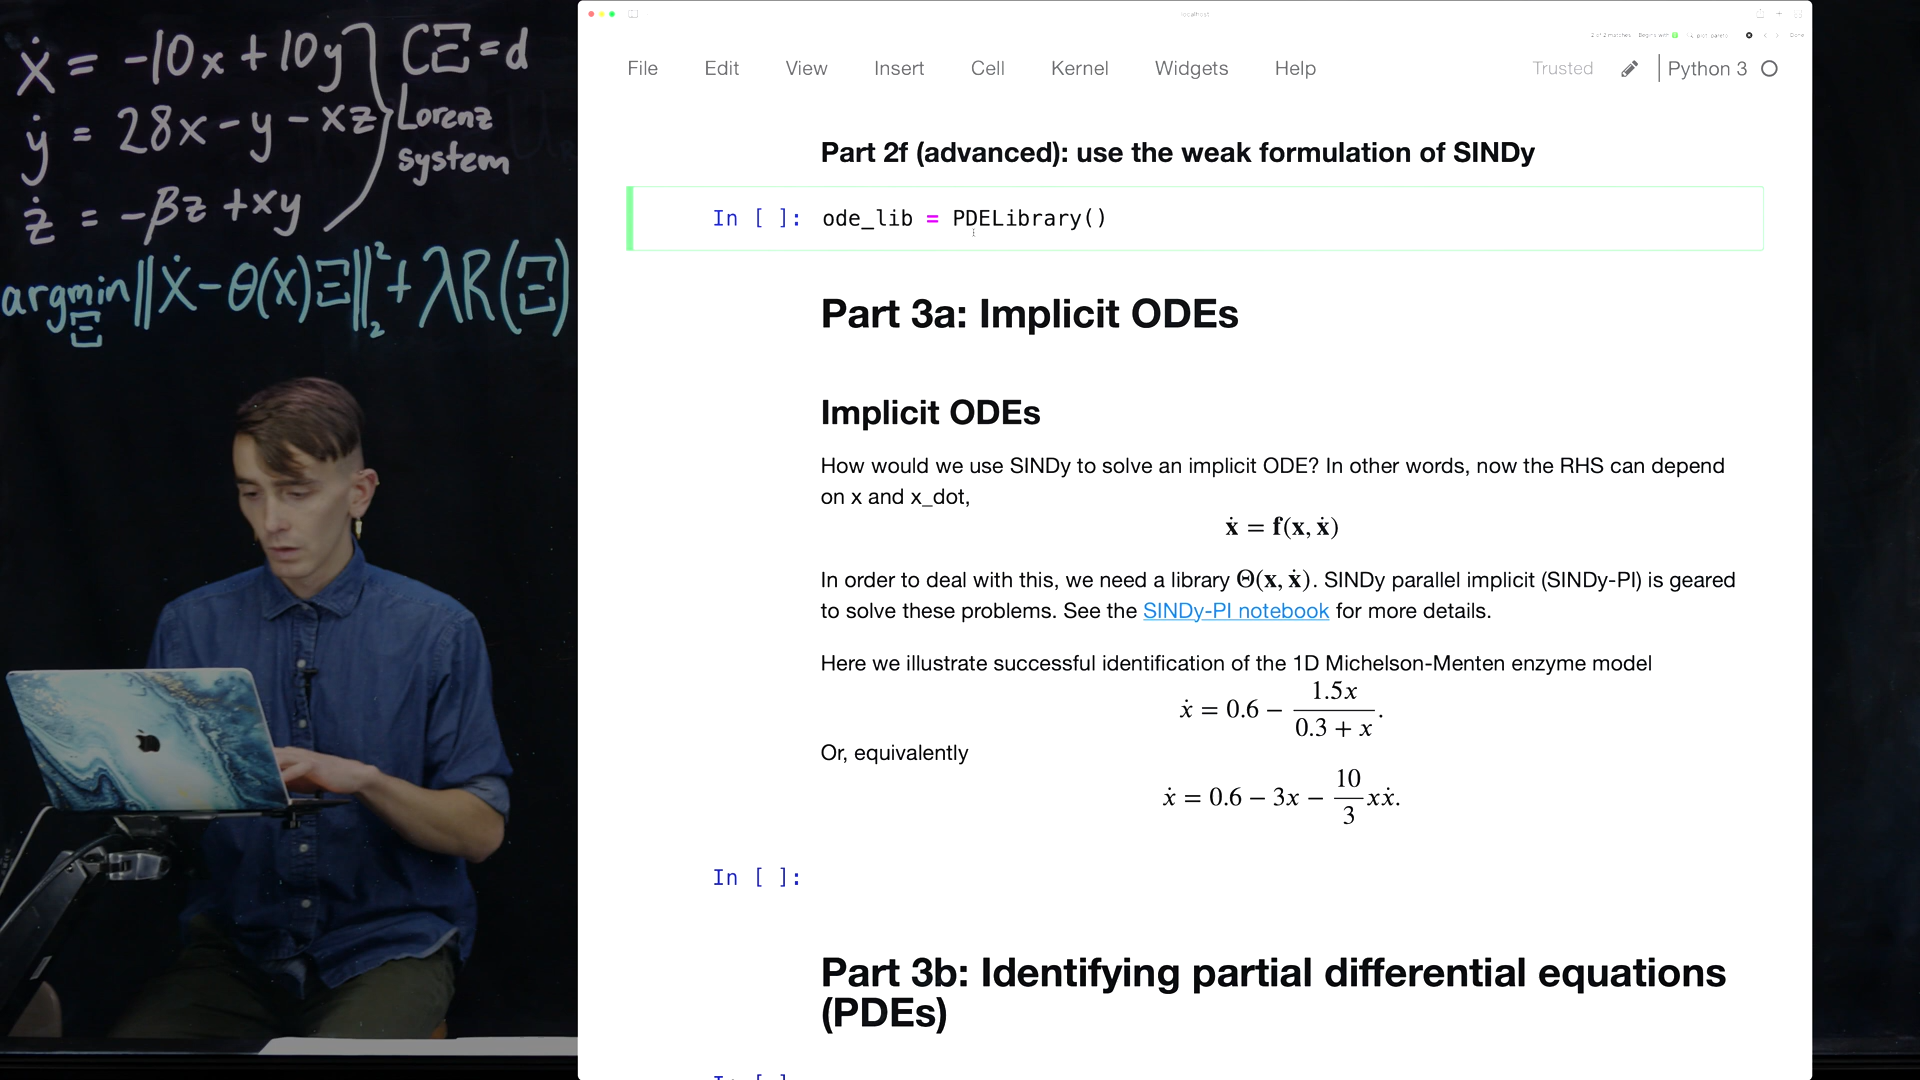 ẋ = -10x + 10y
ẏ = 28x - y - xz
ż = -βz + xy
CΞ = d
Lorenz
system
argmin ||Ẋ - θ(X)Ξ||²₂ + λR(Ξ)
Ξ
localhost
Done
File Edit View Insert Cell Kernel Widgets Help Trusted Python 3
Part 2f (advanced): use the weak formulation of SINDy
In [ ]: ode_lib = PDELibrary()
Part 3a: Implicit ODEs
Implicit ODEs
How would we use SINDy to solve an implicit ODE? In other words, now the RHS can depend
on x and x_dot,
ẋ = f(x, ẋ)
In order to deal with this, we need a library Θ(x, ẋ). SINDy parallel implicit (SINDy-PI) is geared
to solve these problems. See the SINDy-PI notebook for more details.
Here we illustrate successful identification of the 1D Michelson-Menten enzyme model
ẋ = 0.6 - 1.5x / (0.3 + x).
Or, equivalently
ẋ = 0.6 - 3x - 10/3 xẋ.
In [ ]:
Part 3b: Identifying partial differential equations
(PDEs)